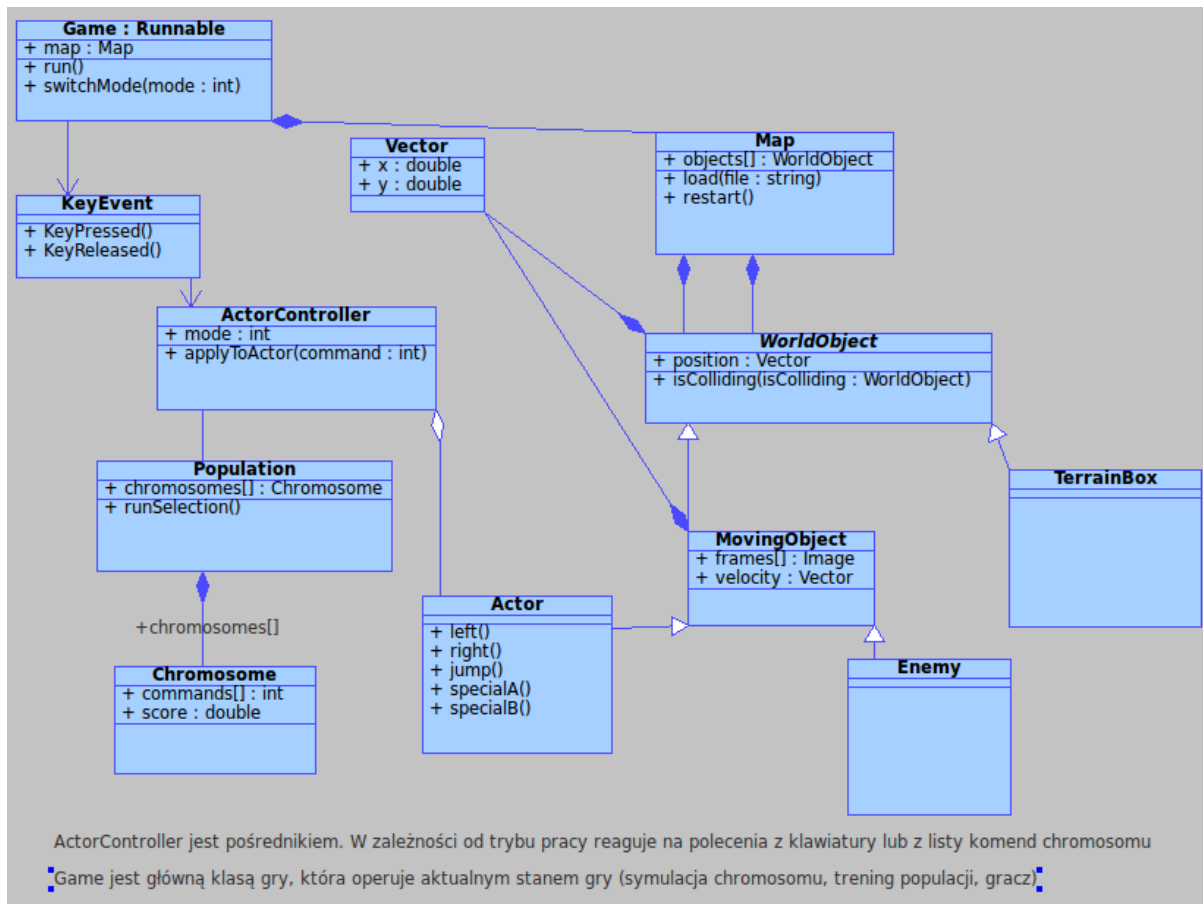 Game : Runnable
+ map : Map
+ run()
+ switchMode(mode : int)
Vector
+ x : double
+ y : double
Map
+ objects[] : WorldObject
+ load(file : string)
+ restart()
KeyEvent
+ KeyPressed()
+ KeyReleased()
ActorController
+ mode : int
+ applyToActor(command : int)
WorldObject
+ position : Vector
+ isColliding(isColliding : WorldObject)
Population
+ chromosomes[] : Chromosome
+ runSelection()
TerrainBox
MovingObject
+ frames[] : Image
+ velocity : Vector
+chromosomes[]
Actor
+ left()
+ right()
+ jump()
+ specialA()
+ specialB()
Chromosome
+ commands[] : int
+ score : double
Enemy
ActorController jest pośrednikiem. W zależności od trybu pracy reaguje na polecenia z klawiatury lub z listy komend chromosomu
Game jest główną klasą gry, która operuje aktualnym stanem gry (symulacja chromosomu, trening populacji, gracz)